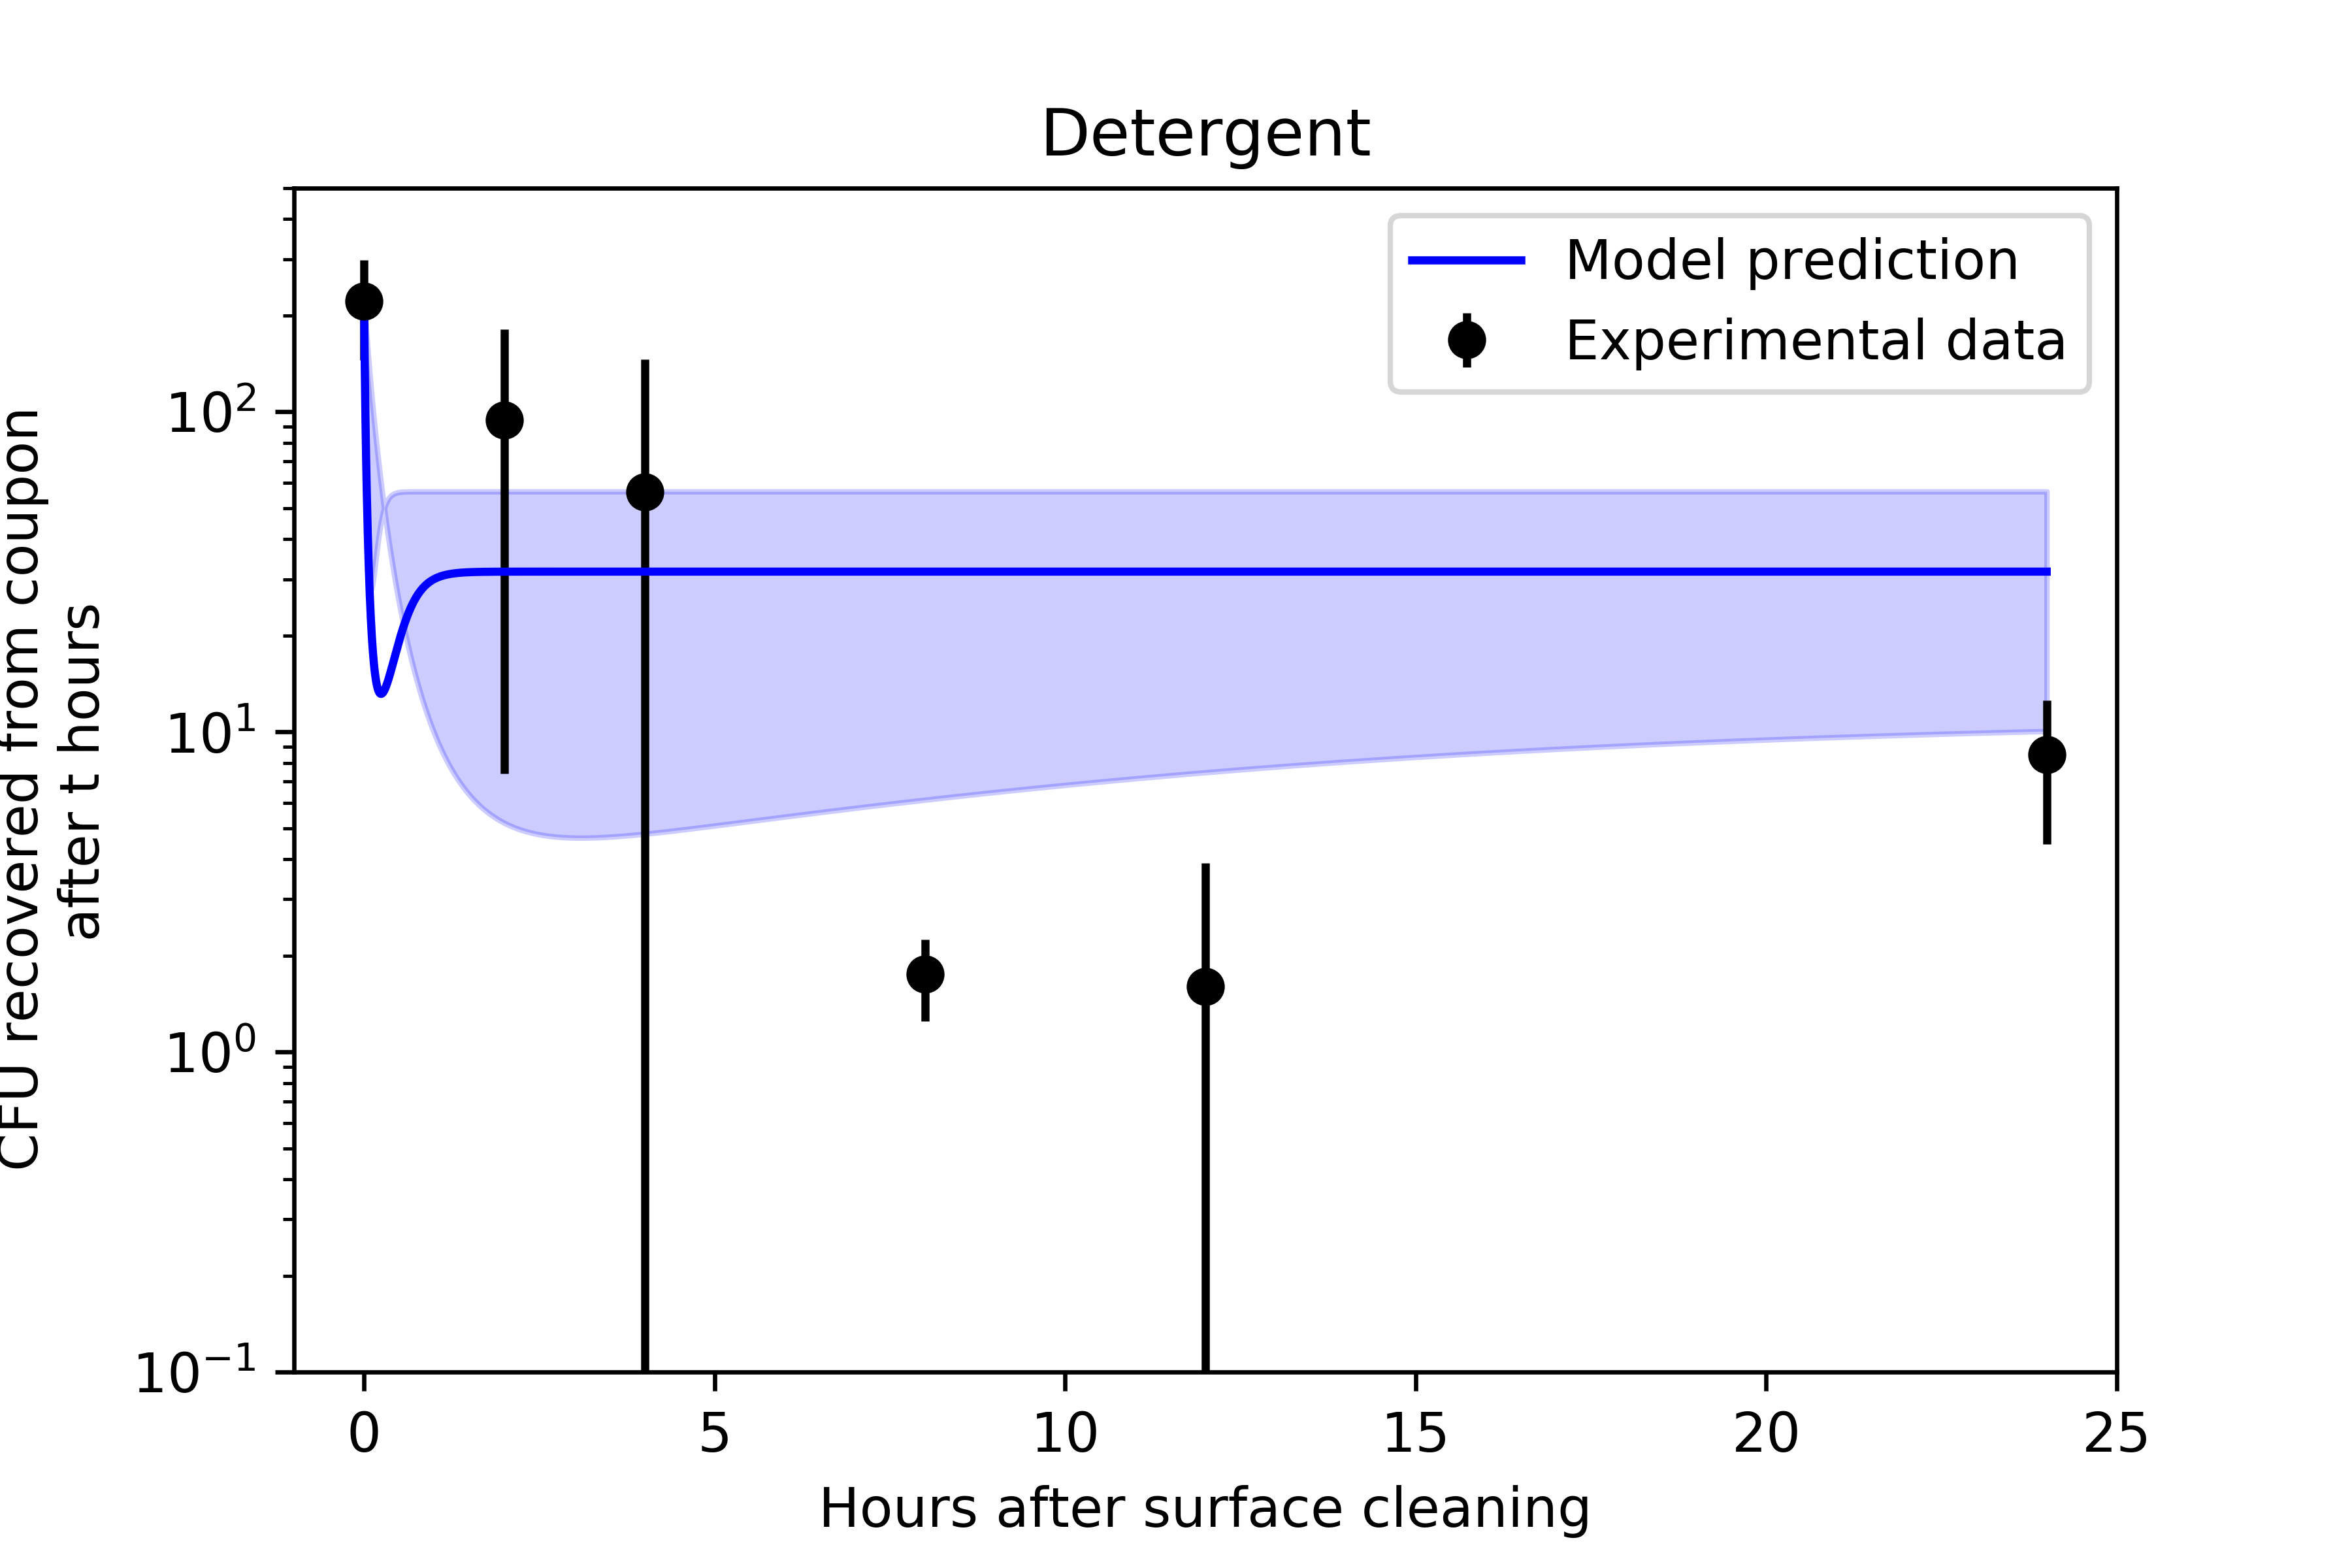 Detergent
Model prediction
Experimental data
CFU recovered from coupon
after t hours
10²
10¹
10⁰
10⁻¹
0 5 10 15 20 25
Hours after surface cleaning